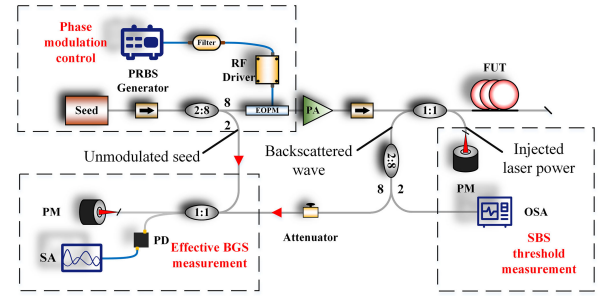 Phase
modulation
control
PRBS
Generator
Filter
RF
Driver
Seed
2:8
8
2
EOPM
PA
1:1
FUT
Unmodulated seed
Backscattered
wave
2:8
8
2
Injected
laser power
PM
OSA
SBS
threshold
measurement
PM
1:1
Attenuator
PD
SA
Effective BGS
measurement